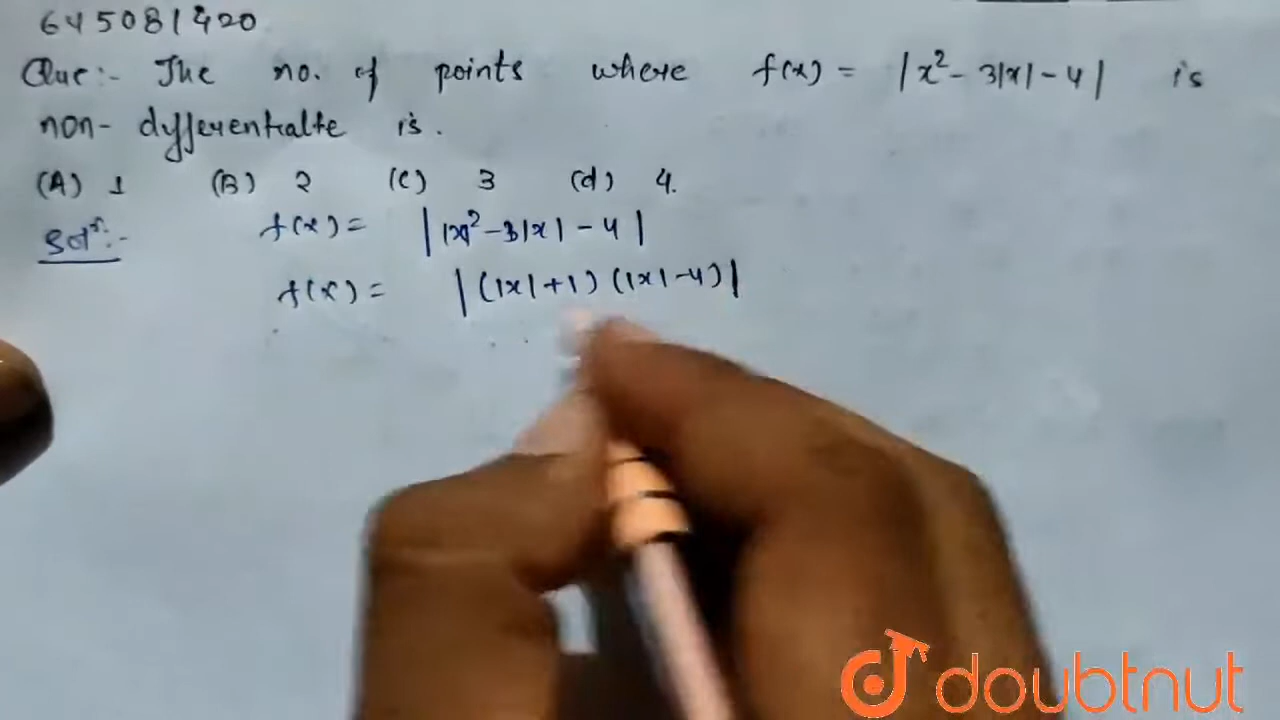 645081420
Que:- The no. of points where f(x) = |x² - 3|x| - 4| is
non- differentialte is.
(A) 1 (B) 2 (C) 3 (d) 4.
Solⁿ:- f(x) = ||x|² - 3|x| - 4|
f(x) = |(|x|+1) (|x|-4)|
doubtnut